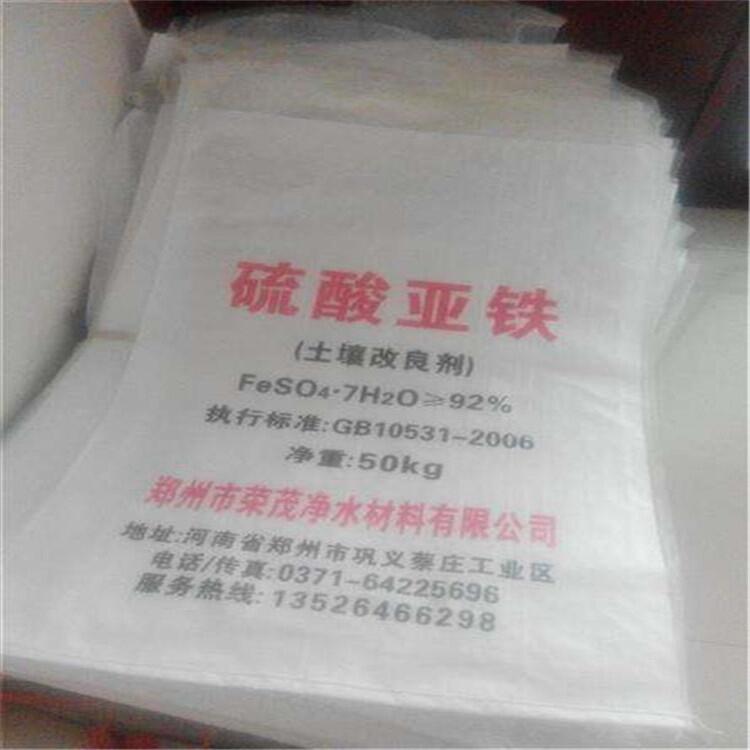 硫酸亚铁
(土壤改良剂)
FeSO4·7H2O≥92%
执行标准:GB10531-2006
净重:50kg
郑州市荣茂净水材料有限公司
地址:河南省郑州市巩义蔡庄工业区
电话/传真:0371-64225696
服务热线:13526466298